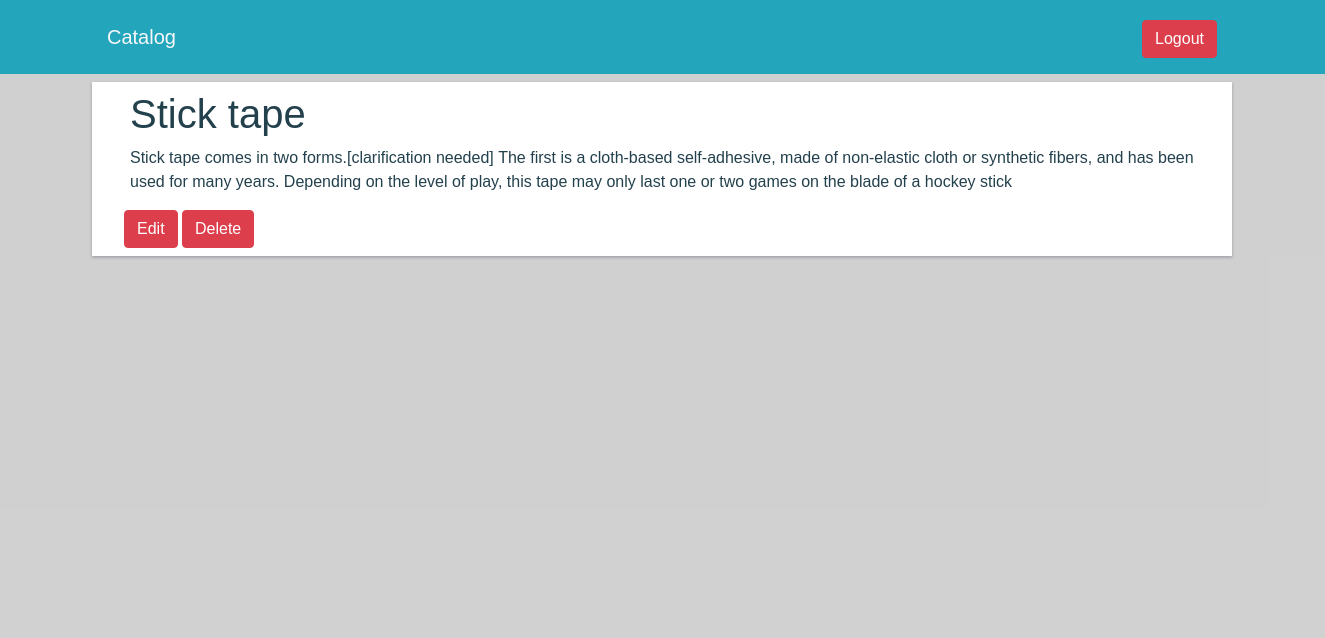 Catalog
Logout
Stick tape
Stick tape comes in two forms.[clarification needed] The first is a cloth-based self-adhesive, made of non-elastic cloth or synthetic fibers, and has been
used for many years. Depending on the level of play, this tape may only last one or two games on the blade of a hockey stick
Edit Delete